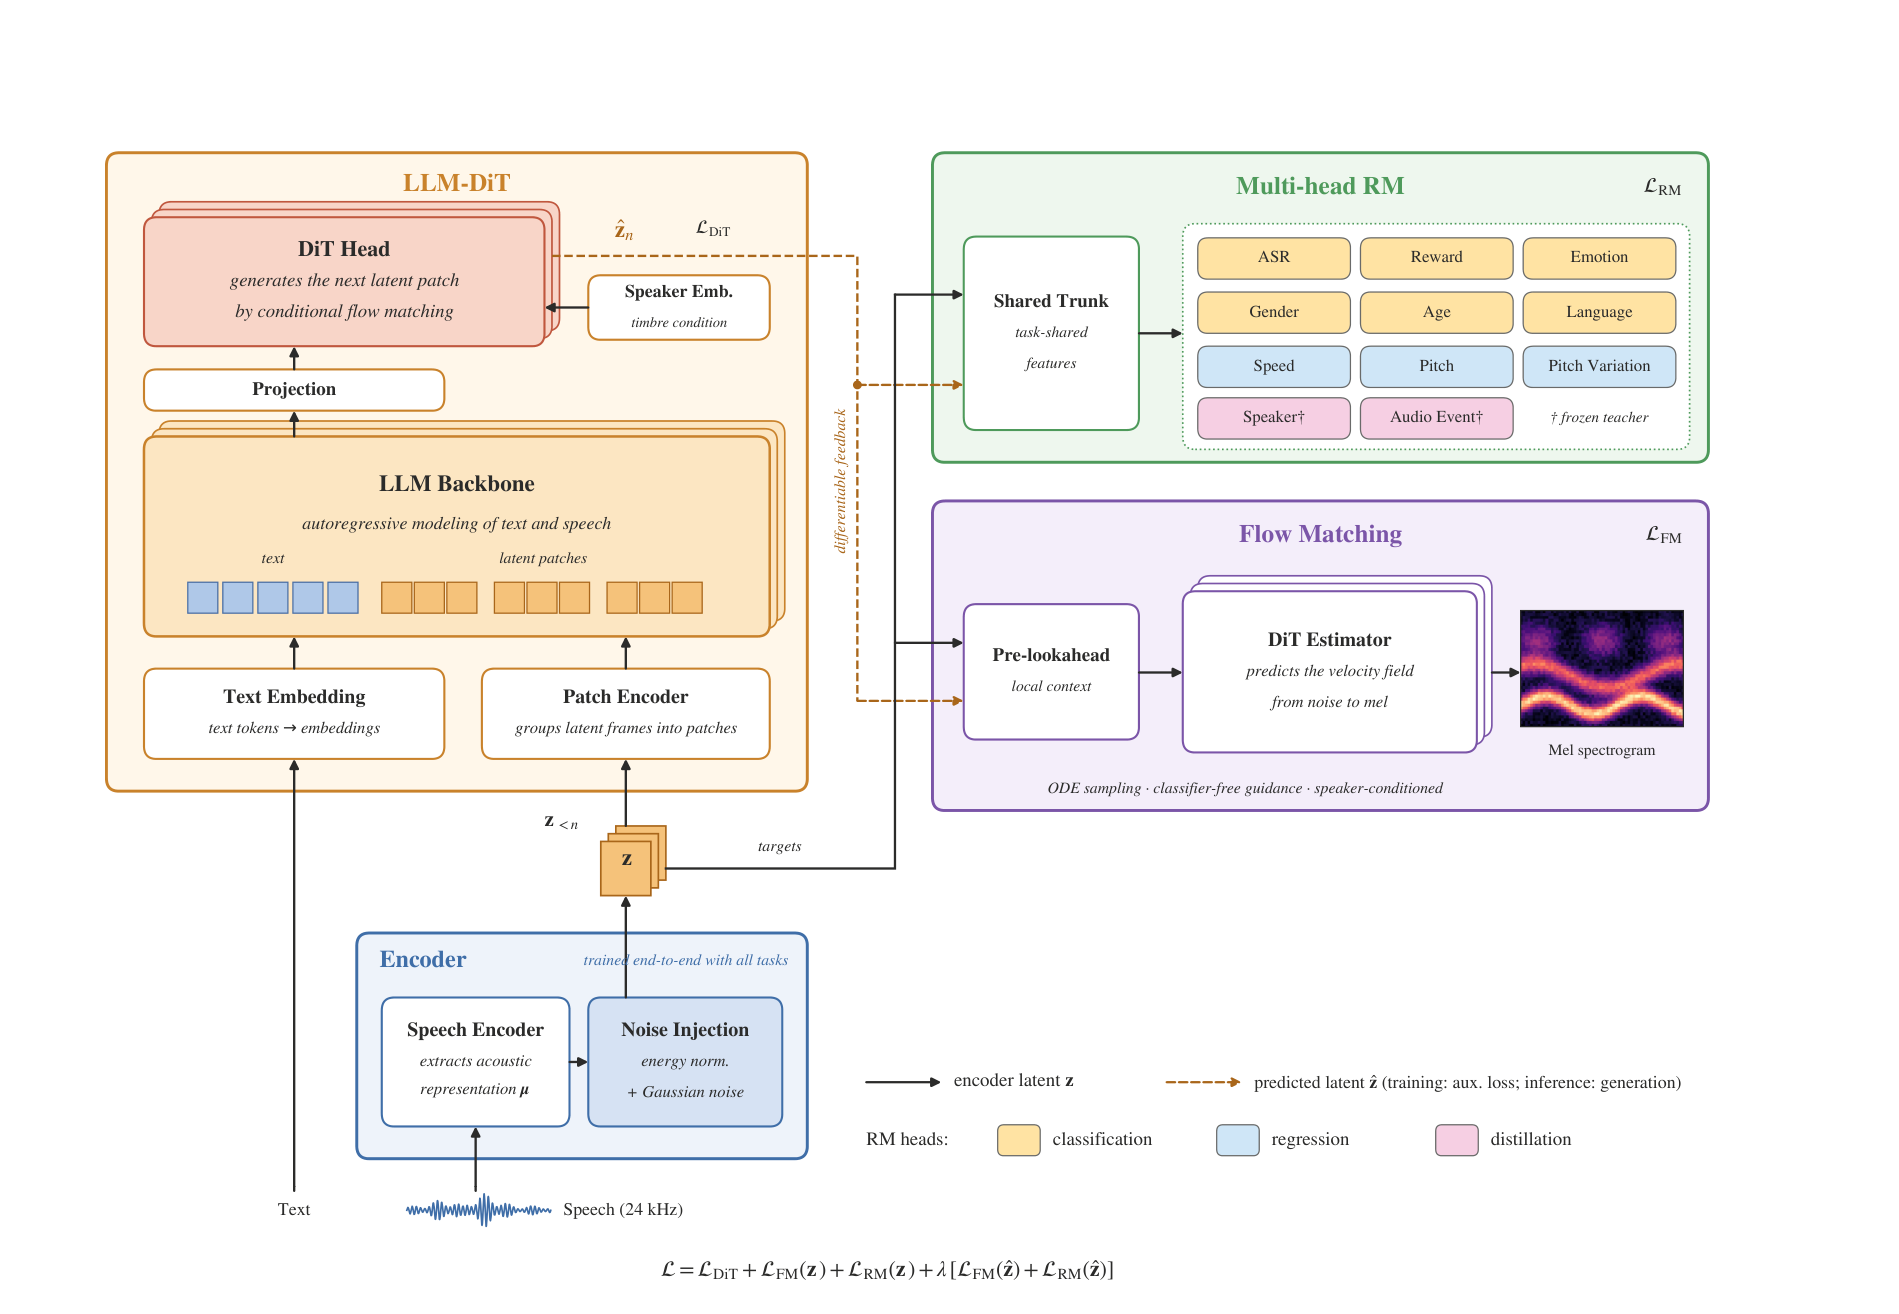 LLM-DiT
DiT Head
generates the next latent patch
by conditional flow matching
ẑn
ℒDiT
Speaker Emb.
timbre condition
Projection
LLM Backbone
autoregressive modeling of text and speech
text
latent patches
Text Embedding
text tokens → embeddings
Patch Encoder
groups latent frames into patches
differentiable feedback
Multi-head RM
ℒRM
Shared Trunk
task-shared
features
ASR
Reward
Emotion
Gender
Age
Language
Speed
Pitch
Pitch Variation
Speaker†
Audio Event†
† frozen teacher
Flow Matching
ℒFM
Pre-lookahead
local context
DiT Estimator
predicts the velocity field
from noise to mel
Mel spectrogram
ODE sampling · classifier-free guidance · speaker-conditioned
z <n
z
targets
Encoder
trained end-to-end with all tasks
Speech Encoder
extracts acoustic
representation μ
Noise Injection
energy norm.
+ Gaussian noise
Text
Speech (24 kHz)
encoder latent z
predicted latent ẑ (training: aux. loss; inference: generation)
RM heads:
classification
regression
distillation
ℒ = ℒDiT + ℒFM(z) + ℒRM(z) + λ [ℒFM(ẑ) + ℒRM(ẑ)]